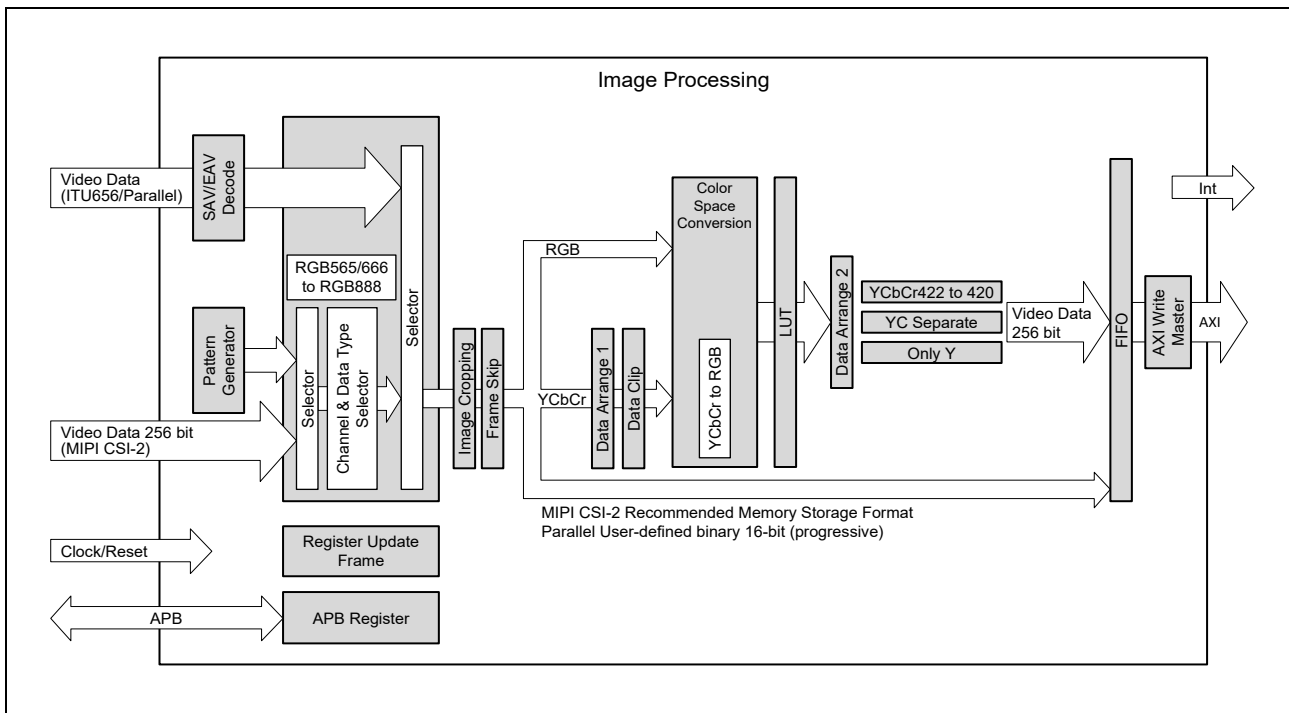 Image Processing
Video Data
(ITU656/Parallel)
SAV/EAV
Decode
RGB565/666
to RGB888
Selector
Pattern
Generator
Selector
Channel & Data Type
Selector
Video Data 256 bit
(MIPI CSI-2)
Image Cropping
Frame Skip
RGB
YCbCr
Data Arrange 1
Data Clip
Color
Space
Conversion
YCbCr to RGB
LUT
Data Arrange 2
YCbCr422 to 420
YC Separate
Only Y
Video Data
256 bit
FIFO
AXI Write
Master
Int
AXI
MIPI CSI-2 Recommended Memory Storage Format
Parallel User-defined binary 16-bit (progressive)
Clock/Reset
Register Update
Frame
APB
APB Register